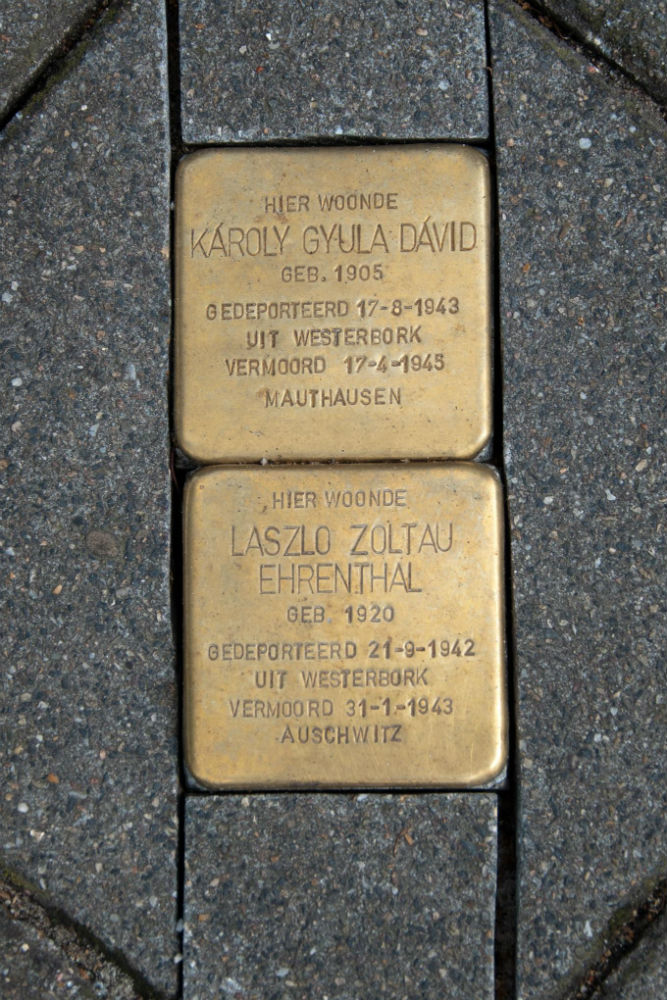 HIER WOONDE
KÁROLY GYULA DÁVID
GEB. 1905
GEDEPORTEERD 17-8-1943
UIT WESTERBORK
VERMOORD 17-4-1945
MAUTHAUSEN
HIER WOONDE
LASZLO ZOLTAU
EHRENTHAL
GEB. 1920
GEDEPORTEERD 21-9-1942
UIT WESTERBORK
VERMOORD 31-1-1943
AUSCHWITZ